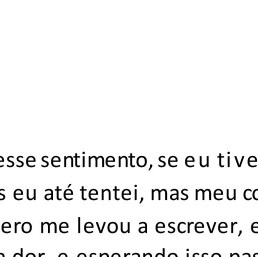 esse sentimento, se eu tive
s eu até tentei, mas meu co
ero me levou a escrever, e
dor, e esperando isso pas